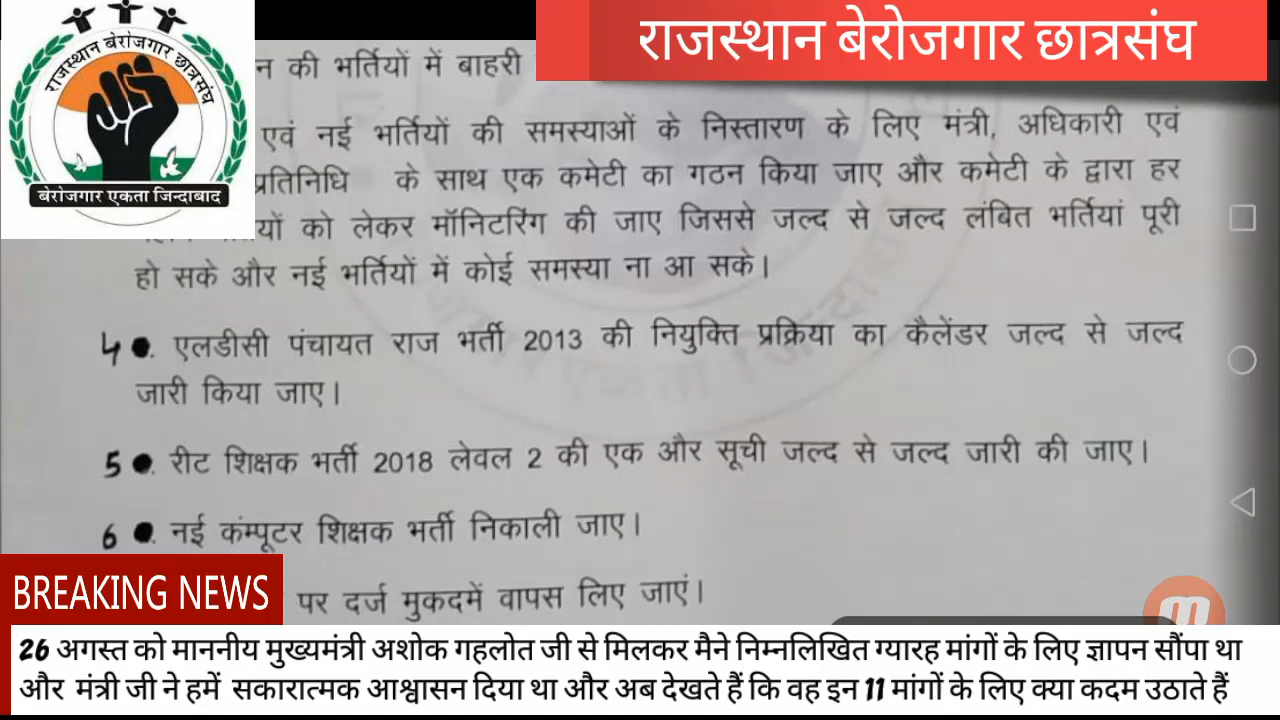 राजस्थान बेरोजगार छात्रसंघ
राजस्थान बेरोजगार छात्रसंघ
बेरोजगार एकता जिन्दाबाद
न की भर्तियों में बाहरी
एवं नई भर्तियों की समस्याओं के निस्तारण के लिए मंत्री, अधिकारी एवं
प्रतिनिधि के साथ एक कमेटी का गठन किया जाए और कमेटी के द्वारा हर
यों को लेकर मॉनिटरिंग की जाए जिससे जल्द से जल्द लंबित भर्तियां पूरी
हो सके और नई भर्तियों में कोई समस्या ना आ सके।
4 ●. एलडीसी पंचायत राज भर्ती 2013 की नियुक्ति प्रक्रिया का कैलेंडर जल्द से जल्द
जारी किया जाए।
5 ●. रीट शिक्षक भर्ती 2018 लेवल 2 की एक और सूची जल्द से जल्द जारी की जाए।
6 ●. नई कंम्पूटर शिक्षक भर्ती निकाली जाए।
पर दर्ज मुकदमें वापस लिए जाएं।
BREAKING NEWS
26 अगस्त को माननीय मुख्यमंत्री अशोक गहलोत जी से मिलकर मैने निम्नलिखित ग्यारह मांगों के लिए ज्ञापन सौंपा था
और मंत्री जी ने हमें सकारात्मक आश्वासन दिया था और अब देखते हैं कि वह इन 11 मांगों के लिए क्या कदम उठाते हैं